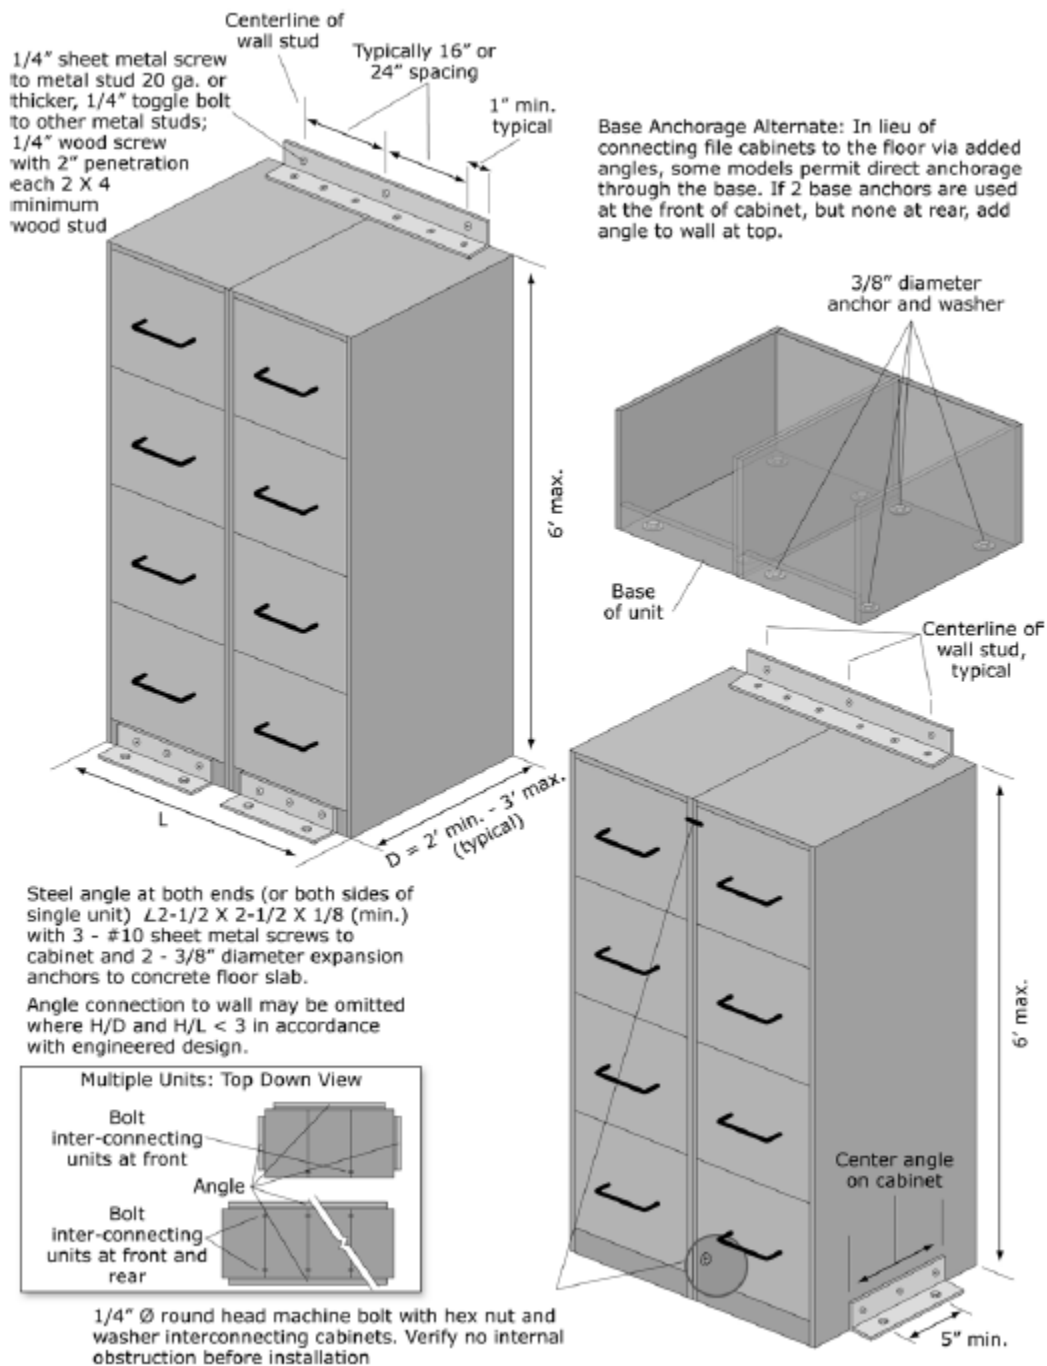 Centerline of
wall stud
Typically 16" or
24" spacing
1/4" sheet metal screw
to metal stud 20 ga. or
thicker, 1/4" toggle bolt
to other metal studs;
1/4" wood screw
with 2" penetration
each 2 X 4
minimum
wood stud
1" min.
typical
Base Anchorage Alternate: In lieu of
connecting file cabinets to the floor via added
angles, some models permit direct anchorage
through the base. If 2 base anchors are used
at the front of cabinet, but none at rear, add
angle to wall at top.
3/8" diameter
anchor and washer
6' max.
Base
of unit
Centerline of
wall stud,
typical
L
D = 2' min. - 3' max.
(typical)
Steel angle at both ends (or both sides of
single unit) ∠2-1/2 X 2-1/2 X 1/8 (min.)
with 3 - #10 sheet metal screws to
cabinet and 2 - 3/8" diameter expansion
anchors to concrete floor slab.
Angle connection to wall may be omitted
where H/D and H/L < 3 in accordance
with engineered design.
6' max.
Multiple Units: Top Down View
Bolt
inter-connecting
units at front
Angle
Bolt
inter-connecting
units at front and
rear
Center angle
on cabinet
5" min.
1/4" Ø round head machine bolt with hex nut and
washer interconnecting cabinets. Verify no internal
obstruction before installation